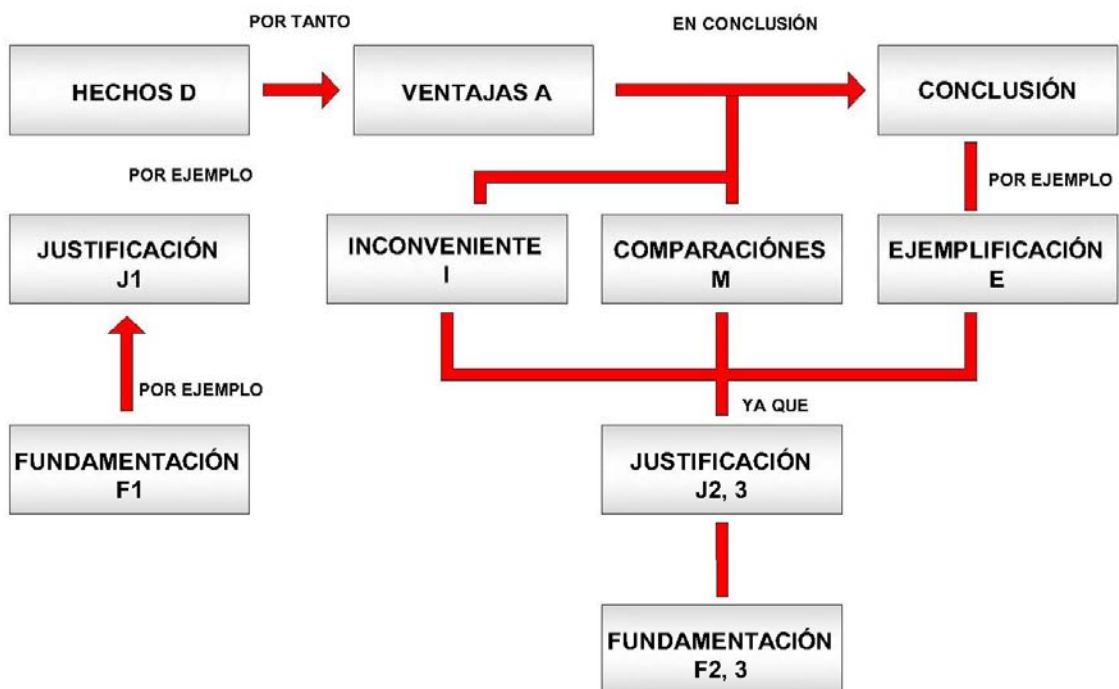 POR TANTO
EN CONCLUSIÓN
HECHOS D
VENTAJAS A
CONCLUSIÓN
POR EJEMPLO
POR EJEMPLO
JUSTIFICACIÓN
J1
INCONVENIENTE
I
COMPARACIÓNES
M
EJEMPLIFICACIÓN
E
POR EJEMPLO
YA QUE
FUNDAMENTACIÓN
F1
JUSTIFICACIÓN
J2, 3
FUNDAMENTACIÓN
F2, 3